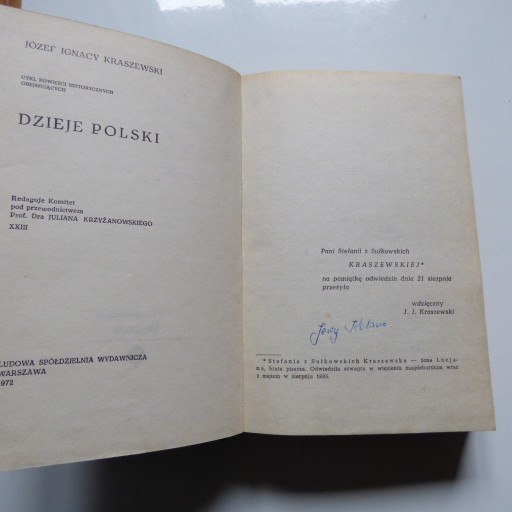 JÓZEF IGNACY KRASZEWSKI
CYKL POWIEŚCI HISTORYCZNYCH
OBEJMUJĄCYCH
DZIEJE POLSKI
Redaguje Komitet
pod przewodnictwem
Prof. Dra JULIANA KRZYŻANOWSKIEGO
XXIII
LUDOWA SPÓŁDZIELNIA WYDAWNICZA
WARSZAWA
1972
Pani Stefanii z Sułkowskich
KRASZEWSKIEJ*
na pamiątkę odwiedzin dnia 21 sierpnia
przesyła
wdzięczny
J. I. Kraszewski
Jerzy
* Stefania z Sułkowskich Kraszewska — żona Lucja-
na, brata pisarza. Odwiedziła szwagra w więzieniu magdeburskim wraz
z mężem w sierpniu 1885.